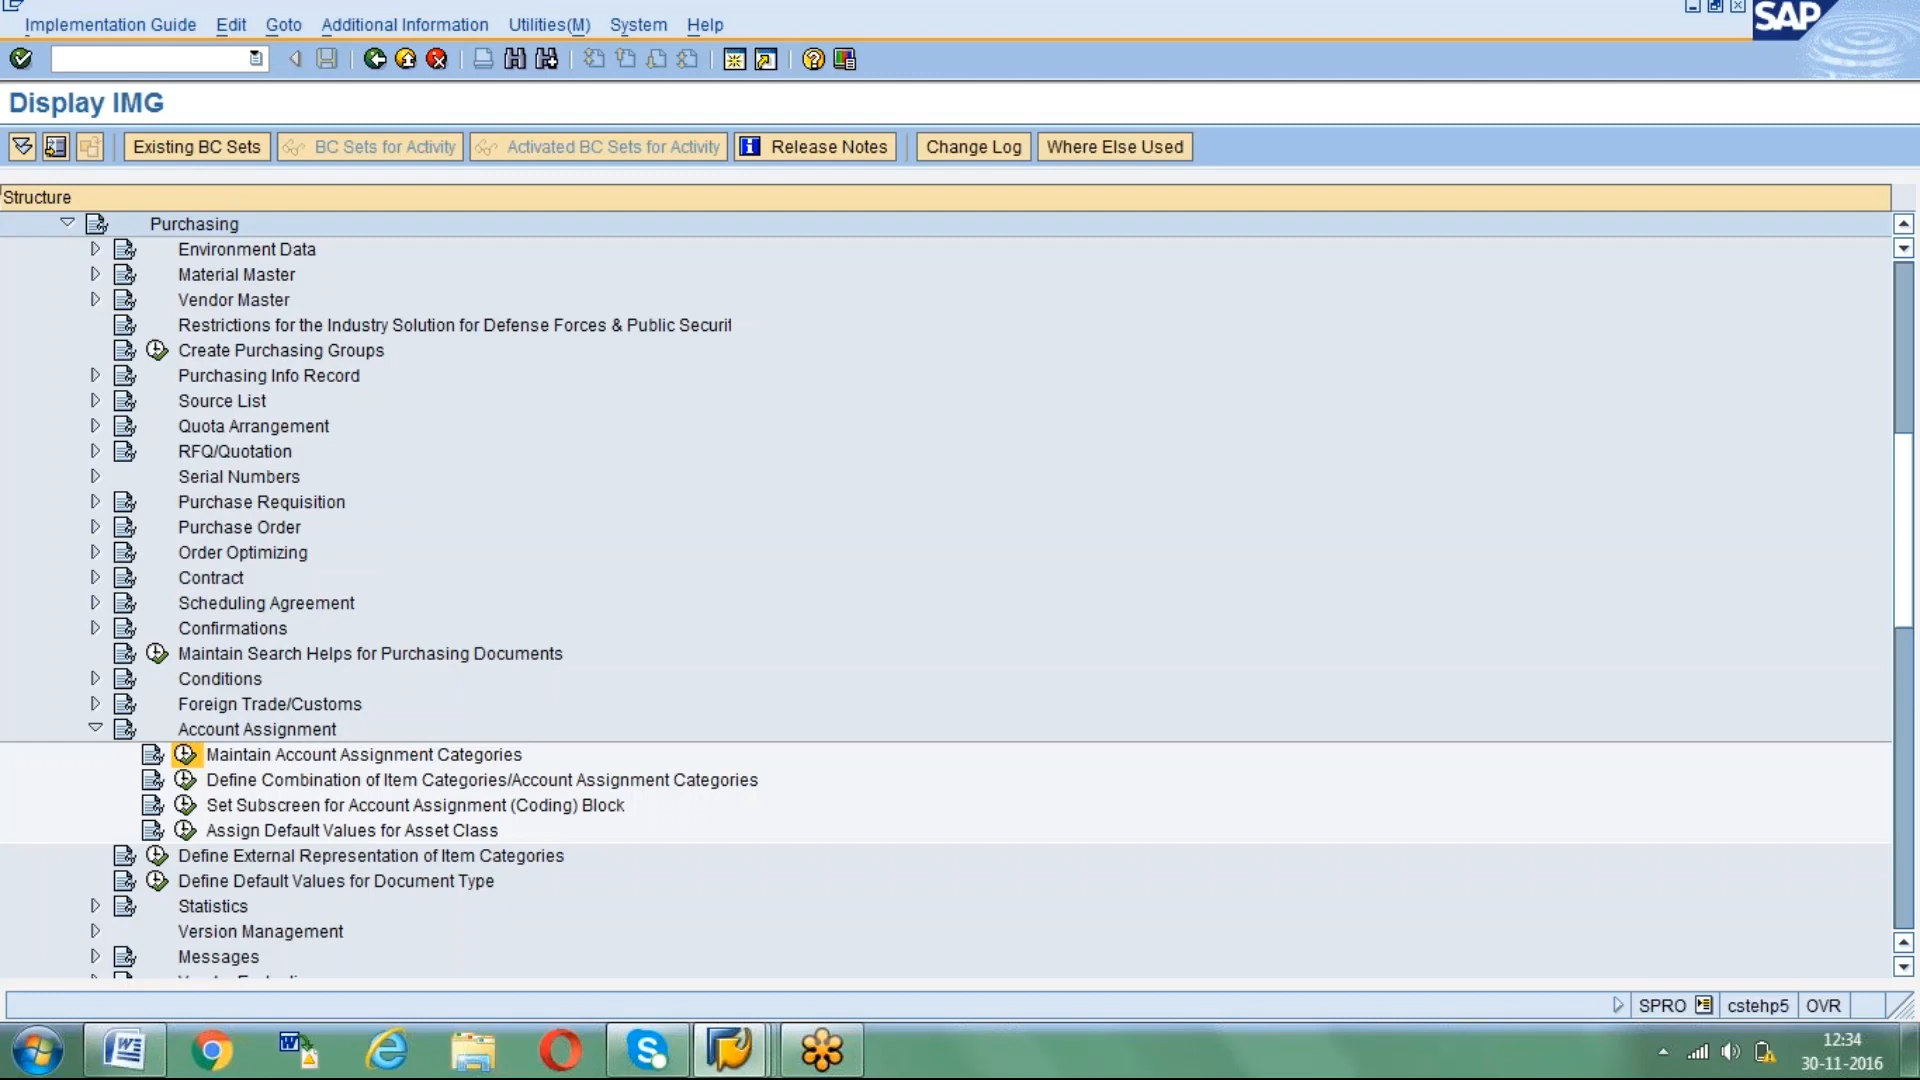 Implementation Guide Edit Goto Additional Information Utilities(M) System Help
SAP
Display IMG
Existing BC Sets BC Sets for Activity Activated BC Sets for Activity Release Notes Change Log Where Else Used
Structure
Purchasing
Environment Data
Material Master
Vendor Master
Restrictions for the Industry Solution for Defense Forces & Public Securit
Create Purchasing Groups
Purchasing Info Record
Source List
Quota Arrangement
RFQ/Quotation
Serial Numbers
Purchase Requisition
Purchase Order
Order Optimizing
Contract
Scheduling Agreement
Confirmations
Maintain Search Helps for Purchasing Documents
Conditions
Foreign Trade/Customs
Account Assignment
Maintain Account Assignment Categories
Define Combination of Item Categories/Account Assignment Categories
Set Subscreen for Account Assignment (Coding) Block
Assign Default Values for Asset Class
Define External Representation of Item Categories
Define Default Values for Document Type
Statistics
Version Management
Messages
SPRO cstehp5 OVR
12:34
30-11-2016